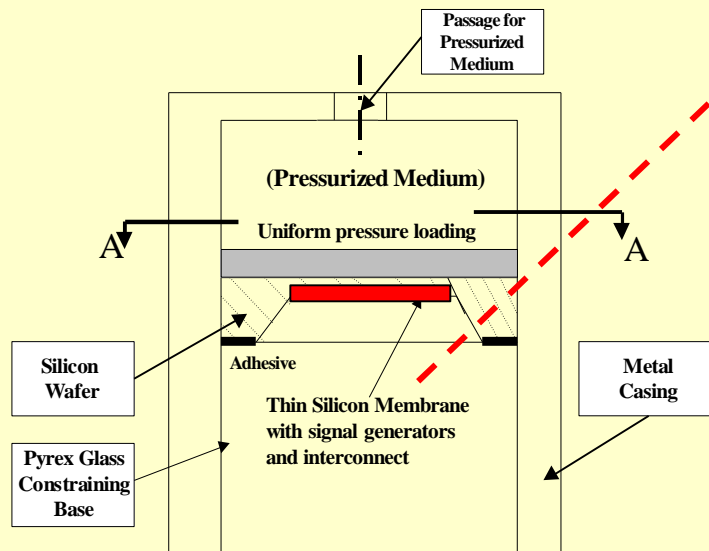 Passage for
Pressurized
Medium
(Pressurized Medium)
A
A
Uniform pressure loading
Silicon
Wafer
Adhesive
Thin Silicon Membrane
with signal generators
and interconnect
Metal
Casing
Pyrex Glass
Constraining
Base